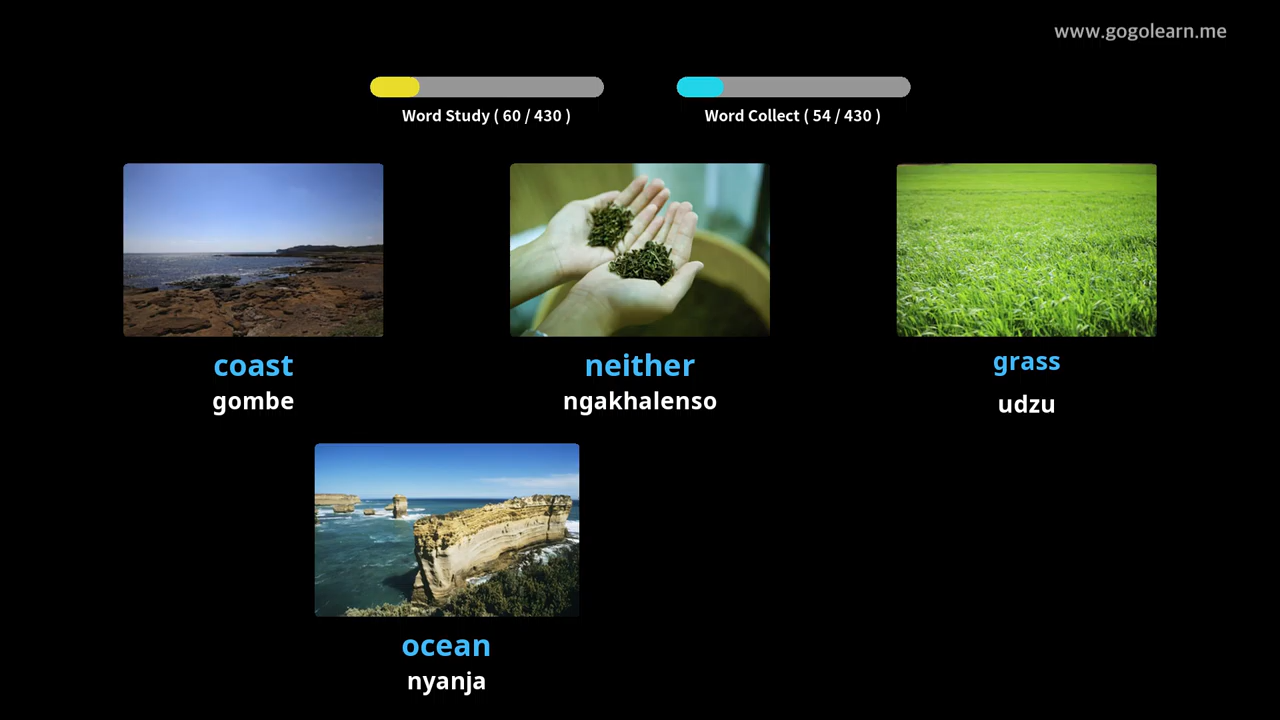 www.gogolearn.me
Word Study ( 60 / 430 )
Word Collect ( 54 / 430 )
coast
gombe
neither
ngakhalenso
grass
udzu
ocean
nyanja